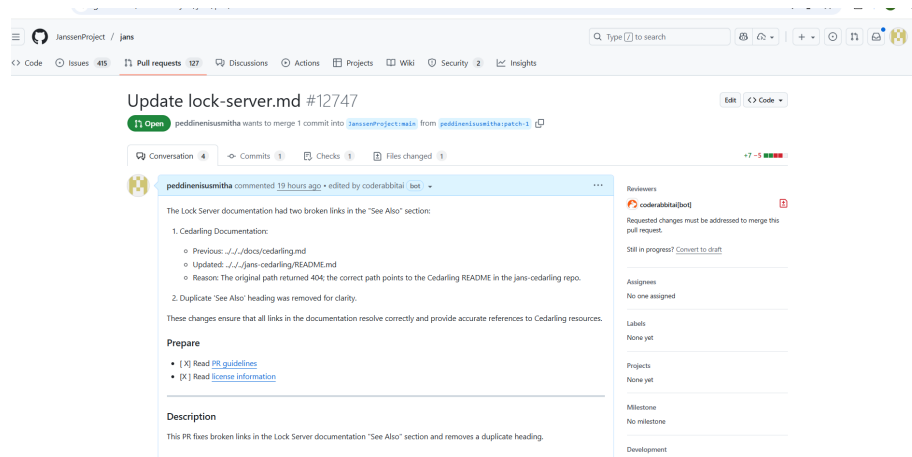 JanssenProject / jans
Type / to search
<> Code Issues 415 Pull requests 127 Discussions Actions Projects Wiki Security 2 Insights
Update lock-server.md #12747
Edit <> Code
Open peddinenisusmitha wants to merge 1 commit into JanssenProject:main from peddinenisusmitha:patch-1
Conversation 4 Commits 1 Checks 1 Files changed 1 +7 −5
peddinenisusmitha commented 19 hours ago • edited by coderabbitai bot
The Lock Server documentation had two broken links in the "See Also" section:
1. Cedarling Documentation:
Previous: ../../../docs/cedarling.md
Updated: ../../../jans-cedarling/README.md
Reason: The original path returned 404; the correct path points to the Cedarling README in the jans-cedarling repo.
2. Duplicate 'See Also' heading was removed for clarity.
These changes ensure that all links in the documentation resolve correctly and provide accurate references to Cedarling resources.
Prepare
[ X] Read PR guidelines
[X ] Read license information
Description
This PR fixes broken links in the Lock Server documentation "See Also" section and removes a duplicate heading.
Reviewers
coderabbitai[bot]
Requested changes must be addressed to merge this
pull request.
Still in progress? Convert to draft
Assignees
No one assigned
Labels
None yet
Projects
None yet
Milestone
No milestone
Development